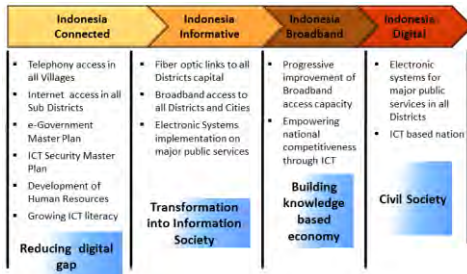 Indonesia
Connected
Telephony access in
all Villages
Internet access in all
Sub Districts
e-Government
Master Plan
ICT Security Master
Plan
Development of
Human Resources
Growing ICT literacy
Reducing digital
gap
Indonesia
Informative
Fiber optic links to all
Districts capital
Broadband access to
all Districts and Cities
Electronic Systems
implementation on
major public services
Transformation
into Information
Society
Indonesia
Broadband
Progressive
improvement of
Broadband
access capacity
Empowering
national
competitiveness
through ICT
Building
knowledge
based
economy
Indonesia
Digital
Electronic
systems for
major public
services in all
Districts
ICT based nation
Civil Society